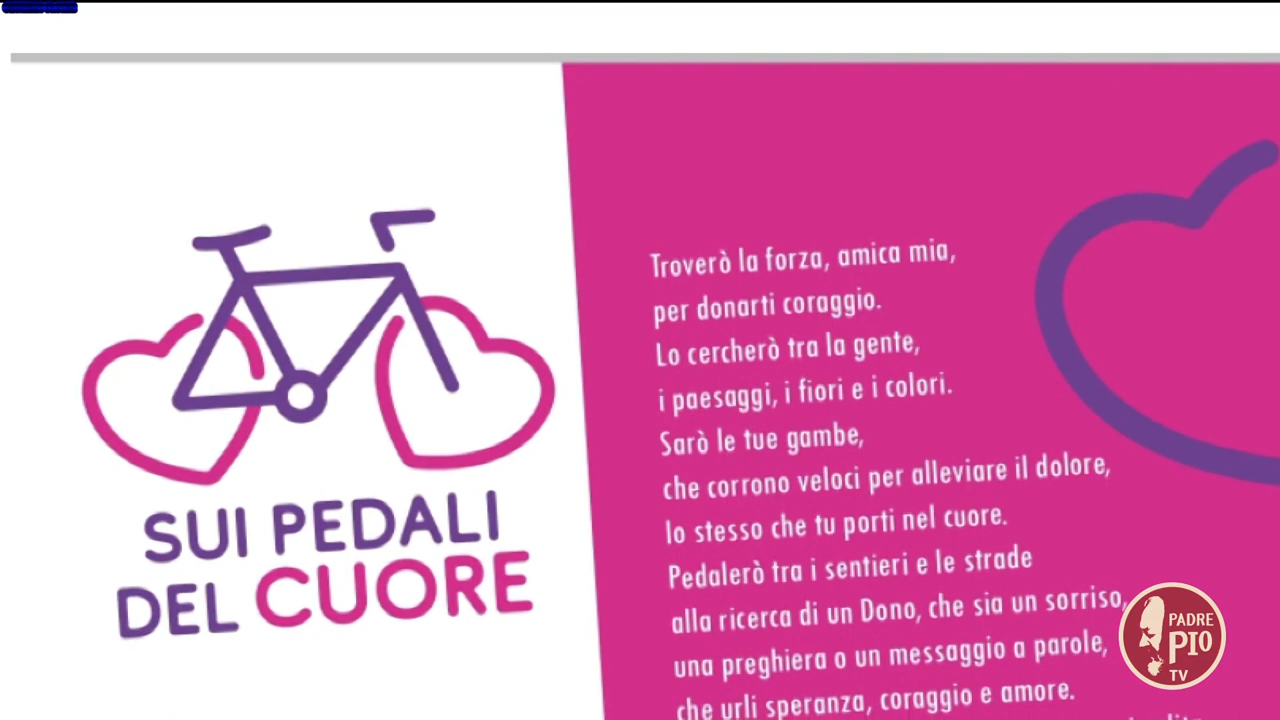 SUI PEDALI
DEL CUORE
Troverò la forza, amica mia,
per donarti coraggio.
Lo cercherò tra la gente,
i paesaggi, i fiori e i colori.
Sarò le tue gambe,
che corrono veloci per alleviare il dolore,
lo stesso che tu porti nel cuore.
Pedalerò tra i sentieri e le strade
alla ricerca di un Dono, che sia un sorriso,
una preghiera o un messaggio a parole,
che urli speranza, coraggio e amore.
PADRE
PIO
TV